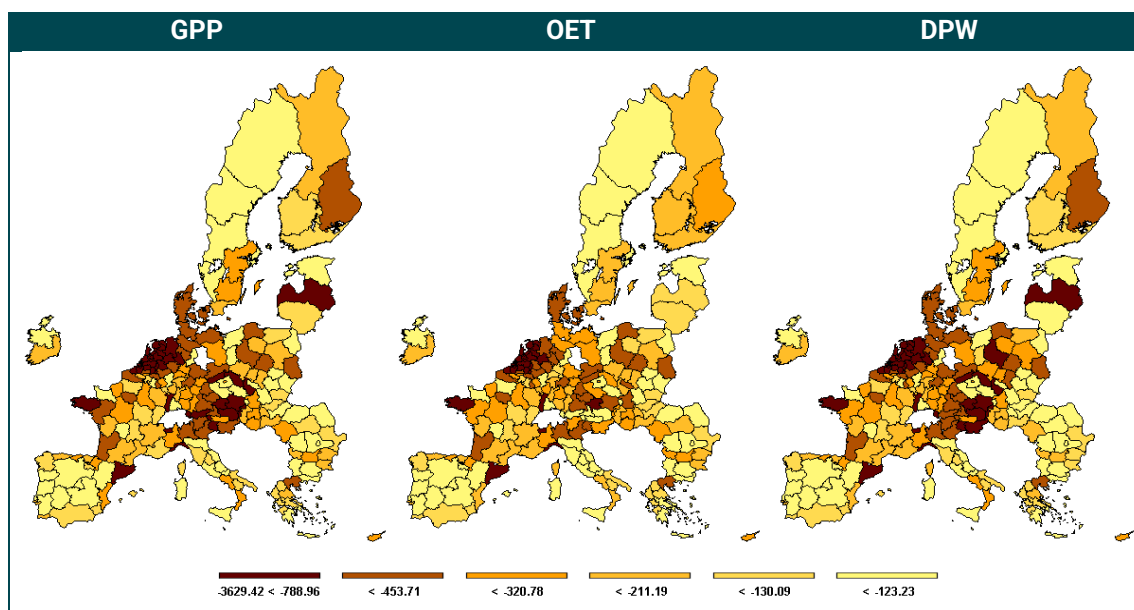 GPP OET DPW
-3629.42 < -788.96 < -453.71 < -320.78 < -211.19 < -130.09 < -123.23